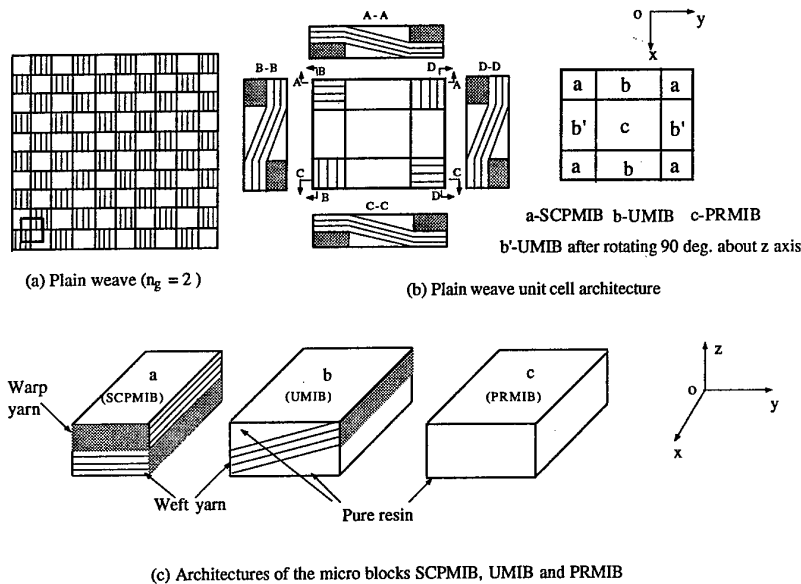 A-A
B-B
D-D
B
D
A
A
C
C
B
D
C-C
o
y
x
a b a
b' c b'
a b a
a-SCPMIB b-UMIB c-PRMIB
b'-UMIB after rotating 90 deg. about z axis
(a) Plain weave (ng = 2 )
(b) Plain weave unit cell architecture
Warp yarn
a
(SCPMIB)
b
(UMIB)
c
(PRMIB)
Weft yarn
Pure resin
z
o
y
x
(c) Architectures of the micro blocks SCPMIB, UMIB and PRMIB